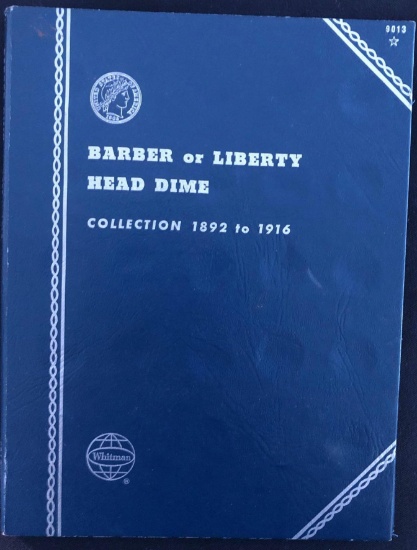 9013
BARBER or LIBERTY
HEAD DIME
COLLECTION 1892 to 1916
Whitman
®